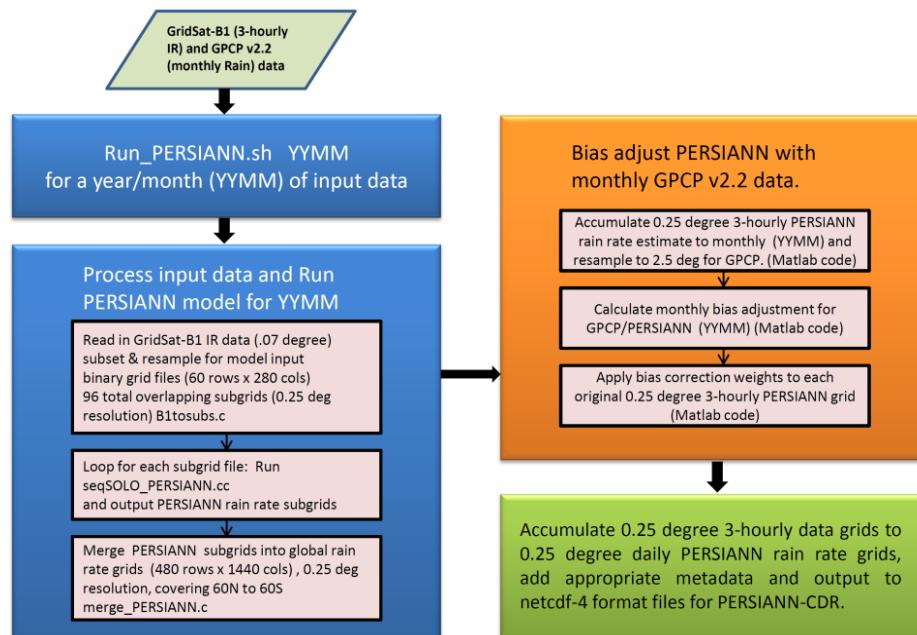 GridSat-B1 (3-hourly
IR) and GPCP v2.2
(monthly Rain) data
Run_PERSIANN.sh YYMM
for a year/month (YYMM) of input data
Process input data and Run
PERSIANN model for YYMM
Read in GridSat-B1 IR data (.07 degree)
subset & resample for model input
binary grid files (60 rows x 280 cols)
96 total overlapping subgrids (0.25 deg
resolution) B1tosubs.c
Loop for each subgrid file: Run
seqSOLO_PERSIANN.cc
and output PERSIANN rain rate subgrids
Merge PERSIANN subgrids into global rain
rate grids (480 rows x 1440 cols) , 0.25 deg
resolution, covering 60N to 60S
merge_PERSIANN.c
Bias adjust PERSIANN with
monthly GPCP v2.2 data.
Accumulate 0.25 degree 3-hourly PERSIANN
rain rate estimate to monthly (YYMM) and
resample to 2.5 deg for GPCP. (Matlab code)
Calculate monthly bias adjustment for
GPCP/PERSIANN (YYMM) (Matlab code)
Apply bias correction weights to each
original 0.25 degree 3-hourly PERSIANN grid
(Matlab code)
Accumulate 0.25 degree 3-hourly data grids to
0.25 degree daily PERSIANN rain rate grids,
add appropriate metadata and output to
netcdf-4 format files for PERSIANN-CDR.